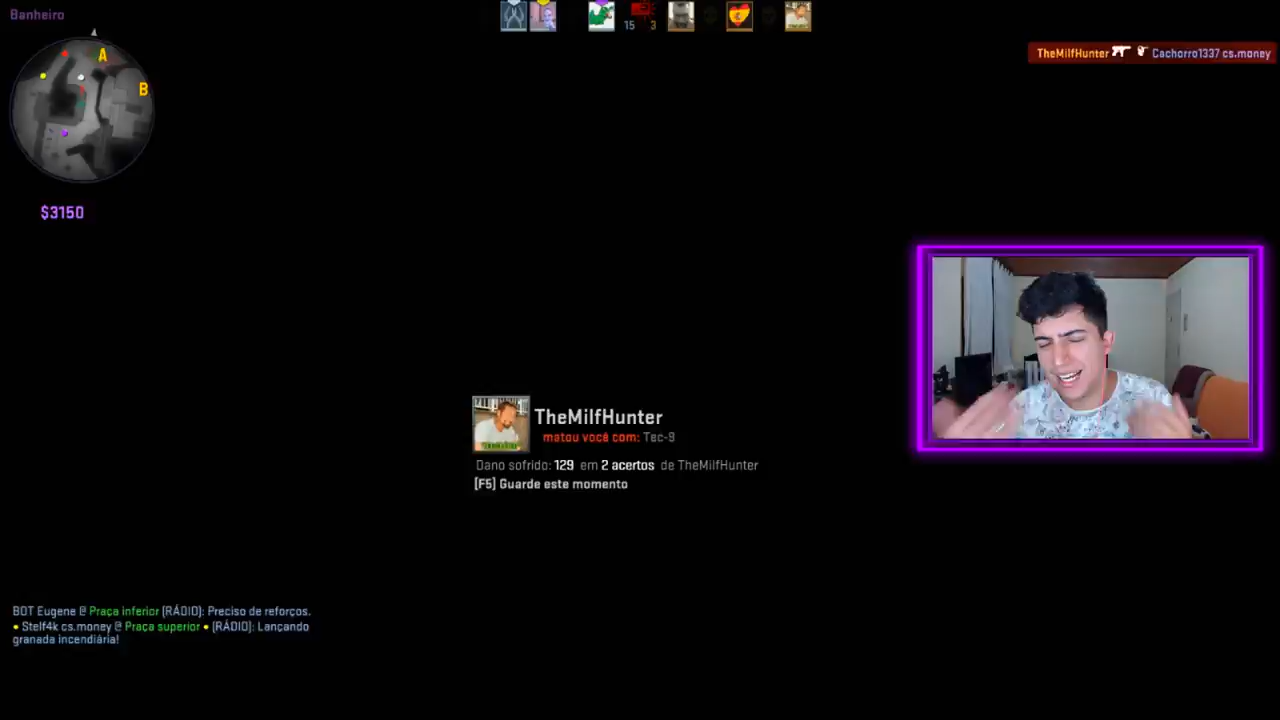 Banheiro
A
B
$3150
15 3
TheMilfHunter Cachorro1337 cs.money
TheMilfHunter
matou você com: Tec-9
Dano sofrido: 129 em 2 acertos de TheMilfHunter
[F5] Guarde este momento
BOT Eugene @ Praça inferior (RÁDIO): Preciso de reforços.
• Stelf4k cs.money @ Praça superior • (RÁDIO): Lançando
granada incendiária!